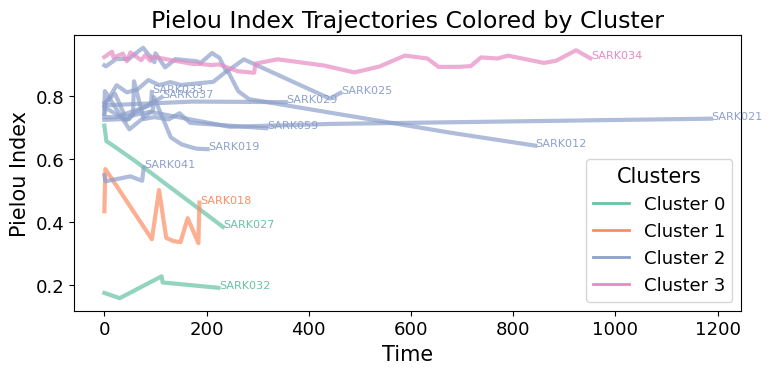 Pielou Index Trajectories Colored by Cluster
Pielou Index
0.8
0.6
0.4
0.2
SARK034
SARK033
SARK037
SARK025
SARK029
SARK021
SARK059
SARK019
SARK012
SARK041
SARK018
SARK027
SARK032
Clusters
Cluster 0
Cluster 1
Cluster 2
Cluster 3
0
200
400
600
800
1000
1200
Time